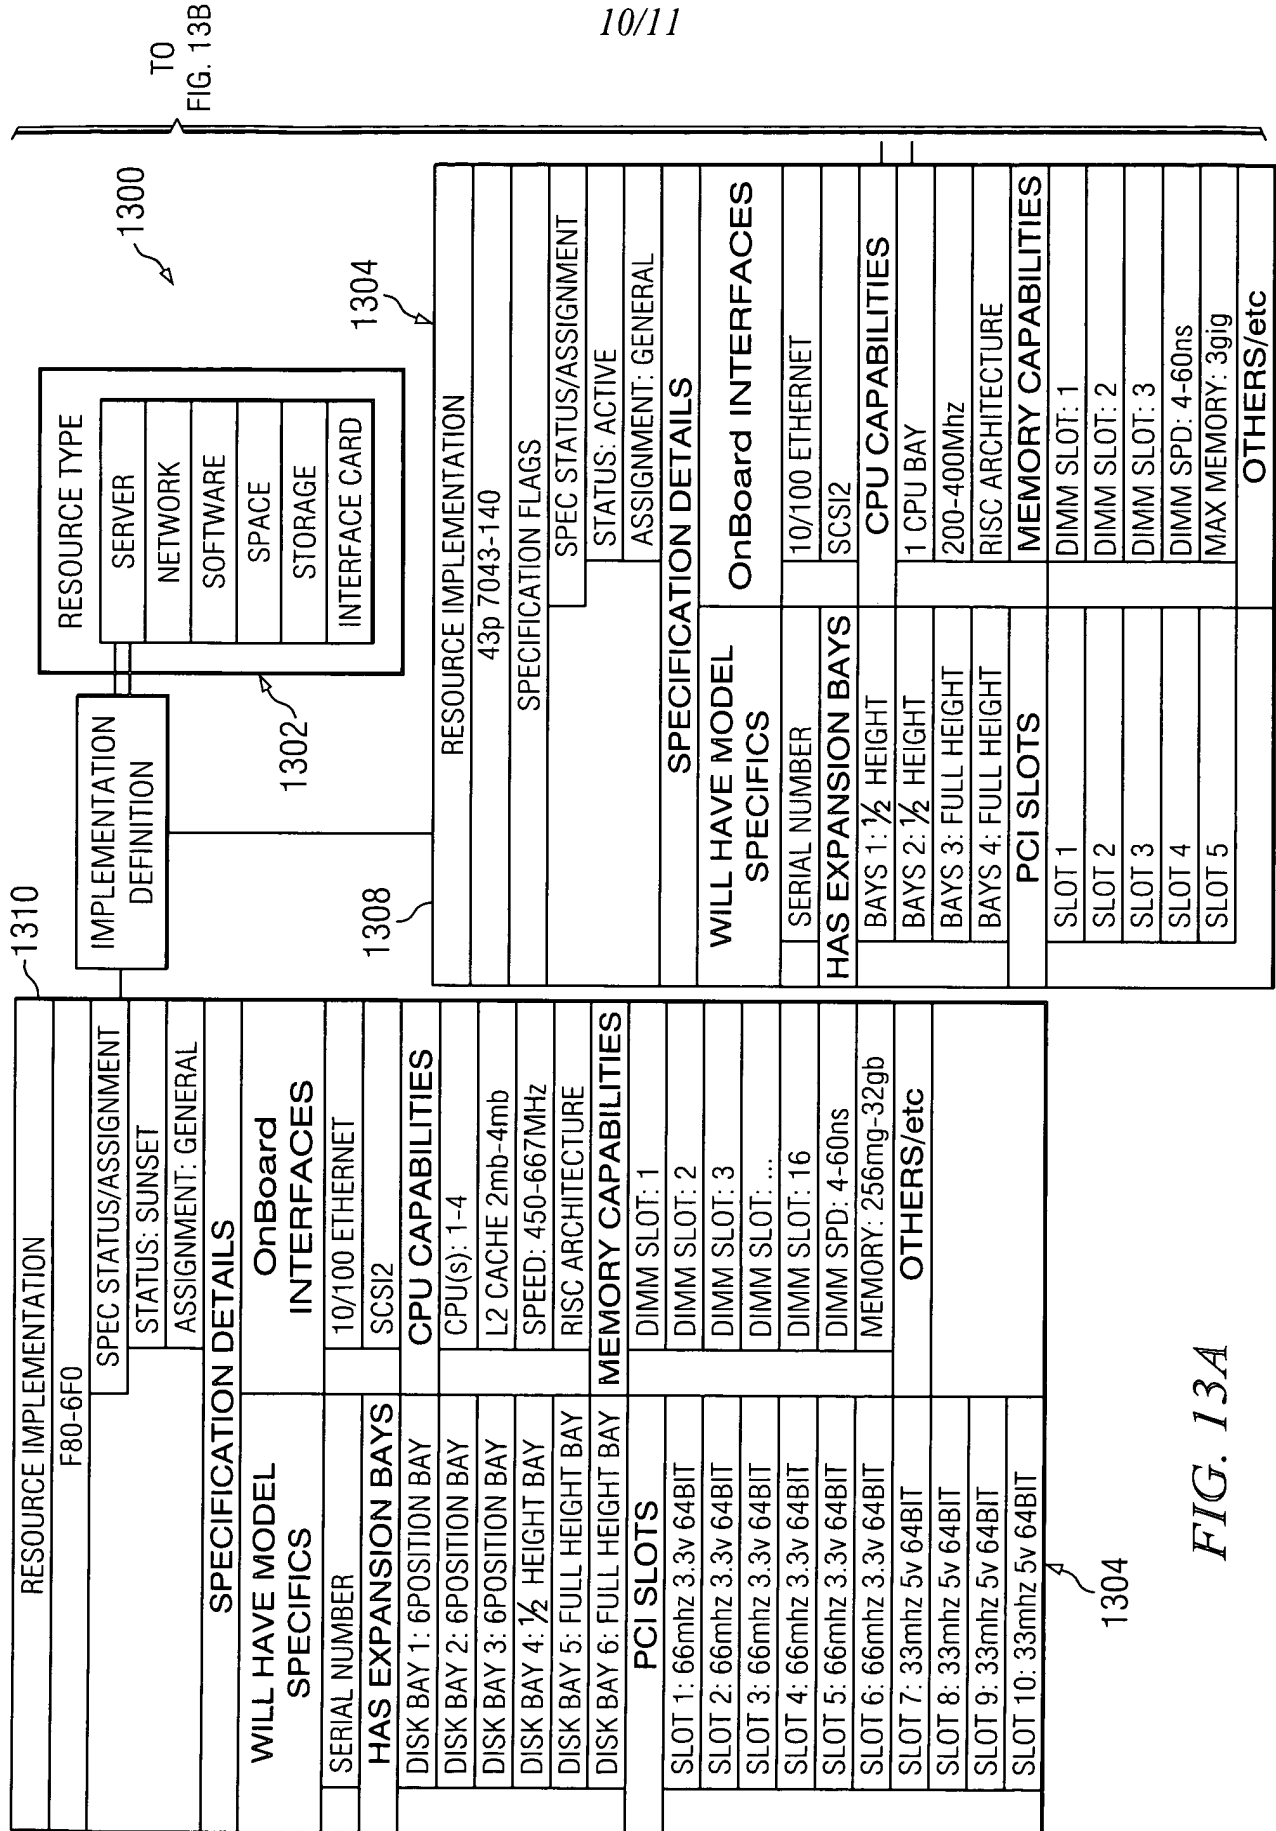 10/11
TO
FIG. 13B
1300
1310
IMPLEMENTATION
DEFINITION
RESOURCE TYPE
SERVER
NETWORK
SOFTWARE
SPACE
STORAGE
INTERFACE CARD
1302
RESOURCE IMPLEMENTATION
F80-6F0
SPEC STATUS/ASSIGNMENT
STATUS: SUNSET
ASSIGNMENT: GENERAL
SPECIFICATION DETAILS
WILL HAVE MODEL
SPECIFICS
SERIAL NUMBER
HAS EXPANSION BAYS
DISK BAY 1: 6POSITION BAY
DISK BAY 2: 6POSITION BAY
DISK BAY 3: 6POSITION BAY
DISK BAY 4: ½ HEIGHT BAY
DISK BAY 5: FULL HEIGHT BAY
DISK BAY 6: FULL HEIGHT BAY
PCI SLOTS
SLOT 1: 66mhz 3.3v 64BIT
SLOT 2: 66mhz 3.3v 64BIT
SLOT 3: 66mhz 3.3v 64BIT
SLOT 4: 66mhz 3.3v 64BIT
SLOT 5: 66mhz 3.3v 64BIT
SLOT 6: 66mhz 3.3v 64BIT
SLOT 7: 33mhz 5v 64BIT
SLOT 8: 33mhz 5v 64BIT
SLOT 9: 33mhz 5v 64BIT
SLOT 10: 33mhz 5v 64BIT
OnBoard
INTERFACES
10/100 ETHERNET
SCSI2
CPU CAPABILITIES
CPU(s): 1-4
L2 CACHE 2mb-4mb
SPEED: 450-667MHz
RISC ARCHITECTURE
MEMORY CAPABILITIES
DIMM SLOT: 1
DIMM SLOT: 2
DIMM SLOT: 3
DIMM SLOT: ...
DIMM SLOT: 16
DIMM SPD: 4-60ns
MEMORY: 256mg-32gb
OTHERS/etc
1304
1308
1304
RESOURCE IMPLEMENTATION
43p 7043-140
SPECIFICATION FLAGS
SPEC STATUS/ASSIGNMENT
STATUS: ACTIVE
ASSIGNMENT: GENERAL
SPECIFICATION DETAILS
WILL HAVE MODEL
SPECIFICS
SERIAL NUMBER
HAS EXPANSION BAYS
BAYS 1: ½ HEIGHT
BAYS 2: ½ HEIGHT
BAYS 3: FULL HEIGHT
BAYS 4: FULL HEIGHT
PCI SLOTS
SLOT 1
SLOT 2
SLOT 3
SLOT 4
SLOT 5
OnBoard INTERFACES
10/100 ETHERNET
SCSI2
CPU CAPABILITIES
1 CPU BAY
200-400Mhz
RISC ARCHITECTURE
MEMORY CAPABILITIES
DIMM SLOT: 1
DIMM SLOT: 2
DIMM SLOT: 3
DIMM SPD: 4-60ns
MAX MEMORY: 3gig
OTHERS/etc
FIG. 13A